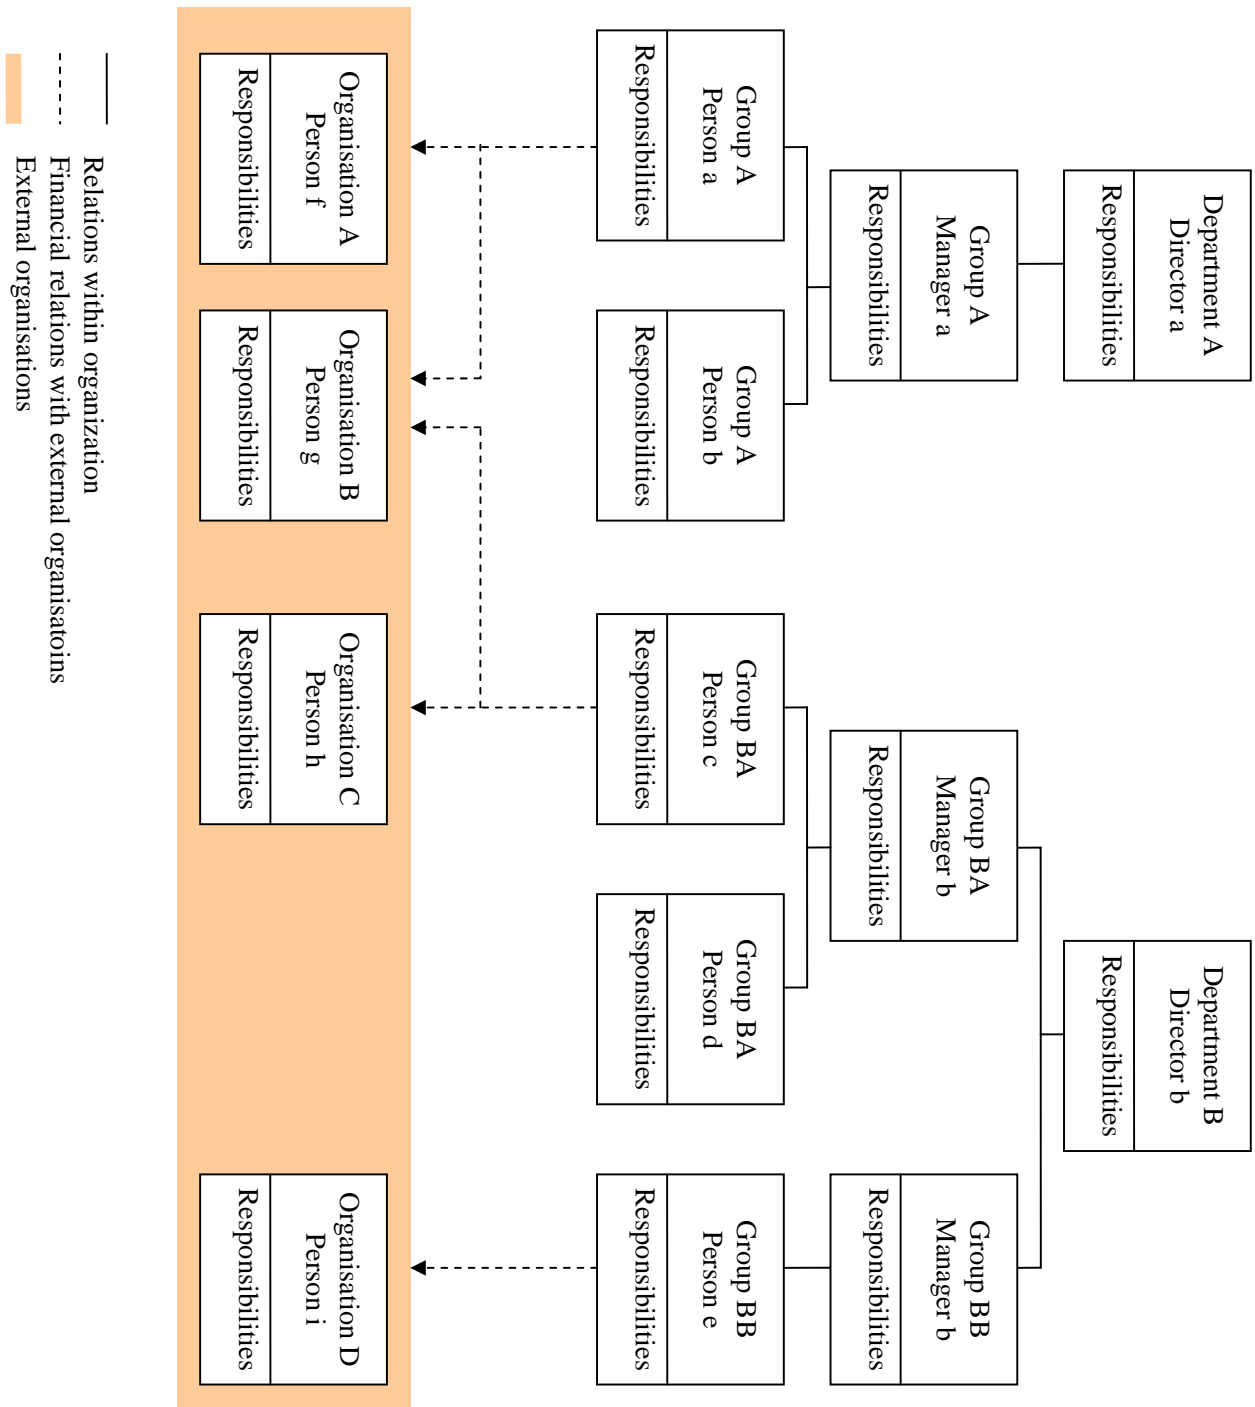 Department A
Director a
Responsibilities
Department B
Director b
Responsibilities
Group A
Manager a
Responsibilities
Group BA
Manager b
Responsibilities
Group BB
Manager b
Responsibilities
Group A
Person a
Responsibilities
Group A
Person b
Responsibilities
Group BA
Person c
Responsibilities
Group BA
Person d
Responsibilities
Group BB
Person e
Responsibilities
Organisation A
Person f
Responsibilities
Organisation B
Person g
Responsibilities
Organisation C
Person h
Responsibilities
Organisation D
Person i
Responsibilities
Relations within organization
Financial relations with external organisatoins
External organisations